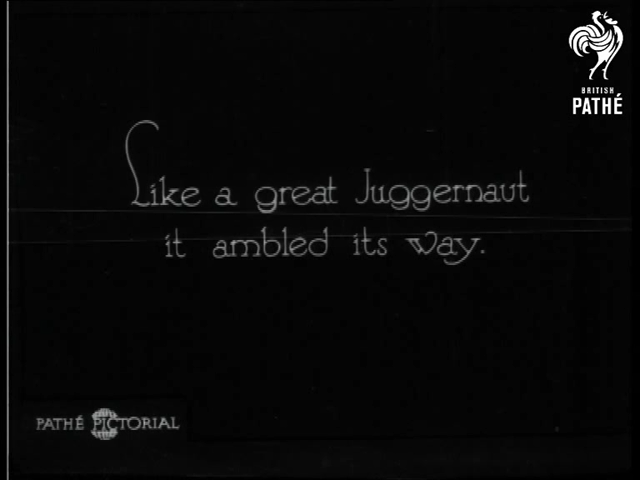 BRITISH
PATHÉ
Like a great Juggernaut
it ambled its way.
PATHÉ PICTORIAL